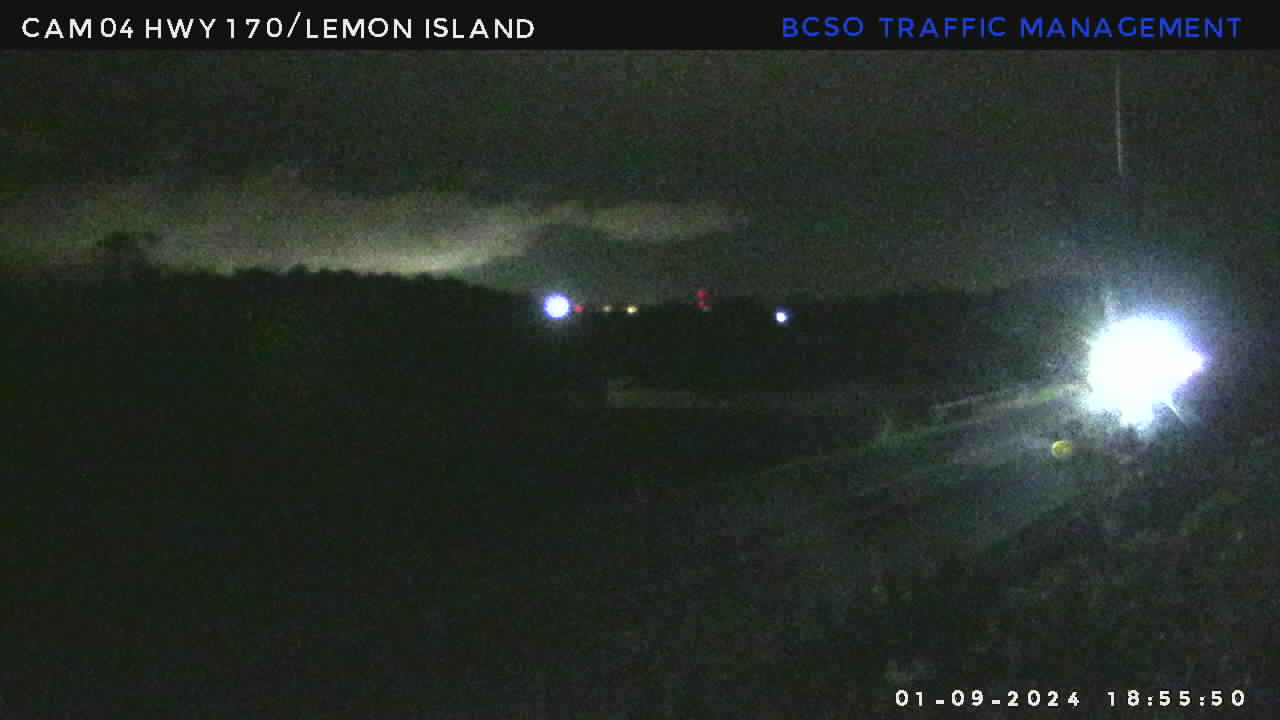 CAM04 HWY 170/LEMON ISLAND
BCSO TRAFFIC MANAGEMENT
01-09-2024 18:55:50